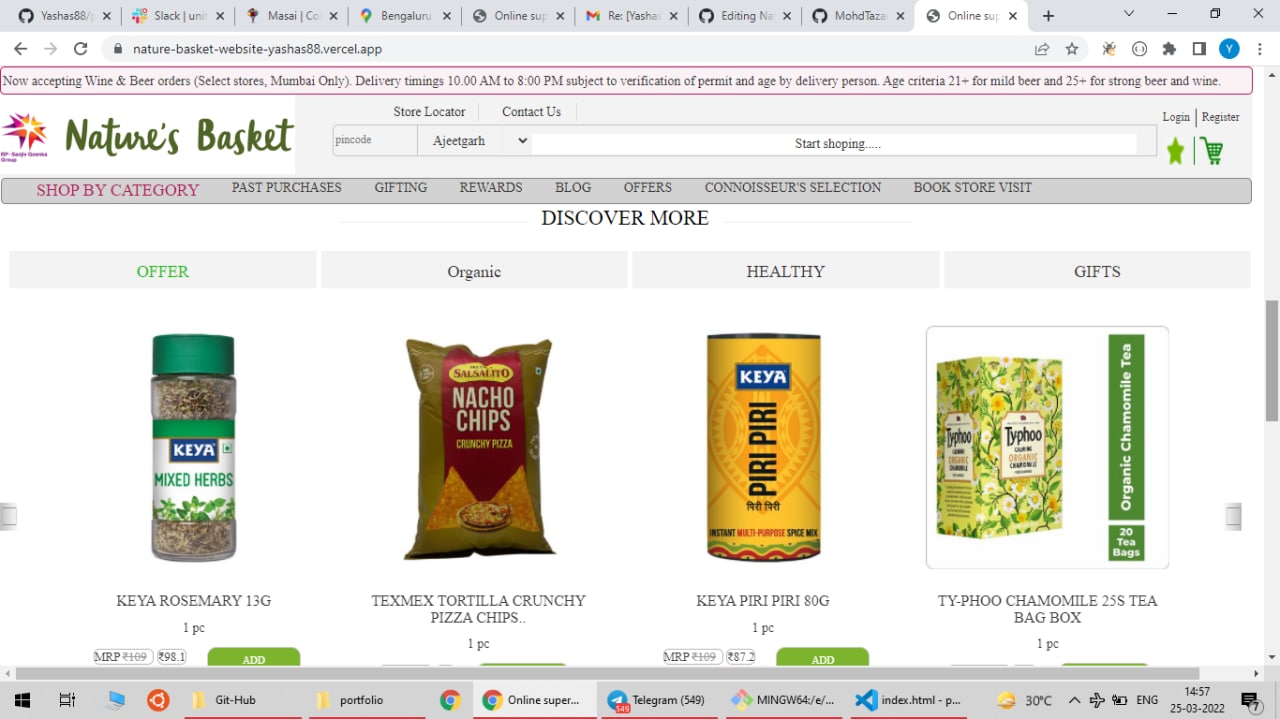 Yashas88/p
Slack | unit
Masai | Col
Bengaluru
Online sup
Re: [Yashas
Editing Nat
MohdTaza
Online sup
nature-basket-website-yashas88.vercel.app
Y
Now accepting Wine & Beer orders (Select stores, Mumbai Only). Delivery timings 10.00 AM to 8:00 PM subject to verification of permit and age by delivery person. Age criteria 21+ for mild beer and 25+ for strong beer and wine.
Store Locator
Contact Us
Login
Register
RP-Sanjiv Goenka
Group
Nature's Basket
pincode
Ajeetgarh
Start shoping.....
SHOP BY CATEGORY
PAST PURCHASES
GIFTING
REWARDS
BLOG
OFFERS
CONNOISSEUR'S SELECTION
BOOK STORE VISIT
DISCOVER MORE
OFFER
Organic
HEALTHY
GIFTS
KEYA
MIXED HERBS
SALSALITO
NACHO
CHIPS
CRUNCHY PIZZA
KEYA
PIRI PIRI
पिरी पिरी
INSTANT MULTI-PURPOSE SPICE MIX
Typhoo
CALMING
ORGANIC
CHAMOMILE
Typhoo
CALMING
ORGANIC
CHAMOMILE
Organic Chamomile Tea
20
Tea
Bags
KEYA ROSEMARY 13G
1 pc
MRP ₹109
₹98.1
ADD
TEXMEX TORTILLA CRUNCHY
PIZZA CHIPS..
1 pc
KEYA PIRI PIRI 80G
1 pc
MRP ₹109
₹87.2
ADD
TY-PHOO CHAMOMILE 25S TEA
BAG BOX
1 pc
Git-Hub
portfolio
Online super...
549
Telegram (549)
MINGW64:/e/...
index.html - p...
30°C
ENG
14:57
25-03-2022
7